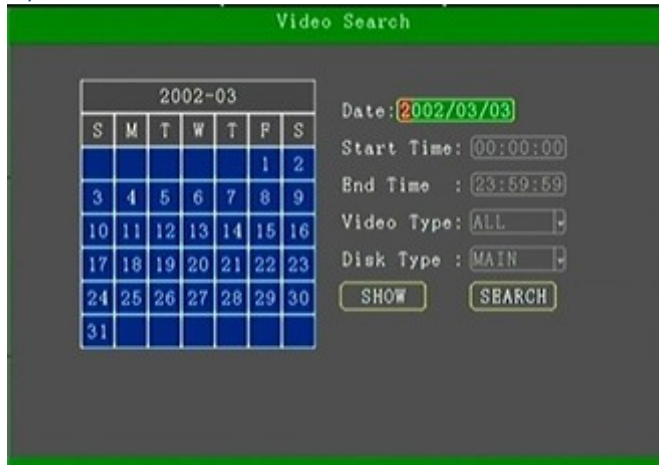 Video Search
2002-03
S M T W T F S
1 2
3 4 5 6 7 8 9
10 11 12 13 14 15 16
17 18 19 20 21 22 23
24 25 26 27 28 29 30
31
Date: 2002/03/03
Start Time: 00:00:00
End Time : 23:59:59
Video Type: ALL
Disk Type : MAIN
SHOW SEARCH